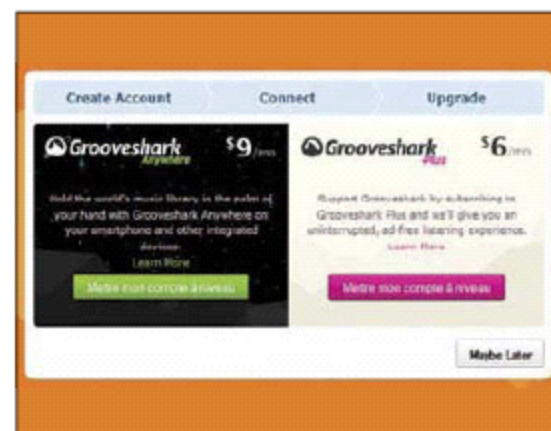 Create Account Connect Upgrade
Grooveshark $9/mo
Anywhere
Hold the world's music library in the palm of
your hand with Grooveshark Anywhere on
your smartphone and other integrated
devices.
Learn More
Metre mon compte à niveau
Grooveshark $6/mo
Plus
Support Grooveshark by subscribing to
Grooveshark Plus and we'll give you an
uninterrupted, ad free listening experience.
Learn More
Metre mon compte à niveau
Maybe Later